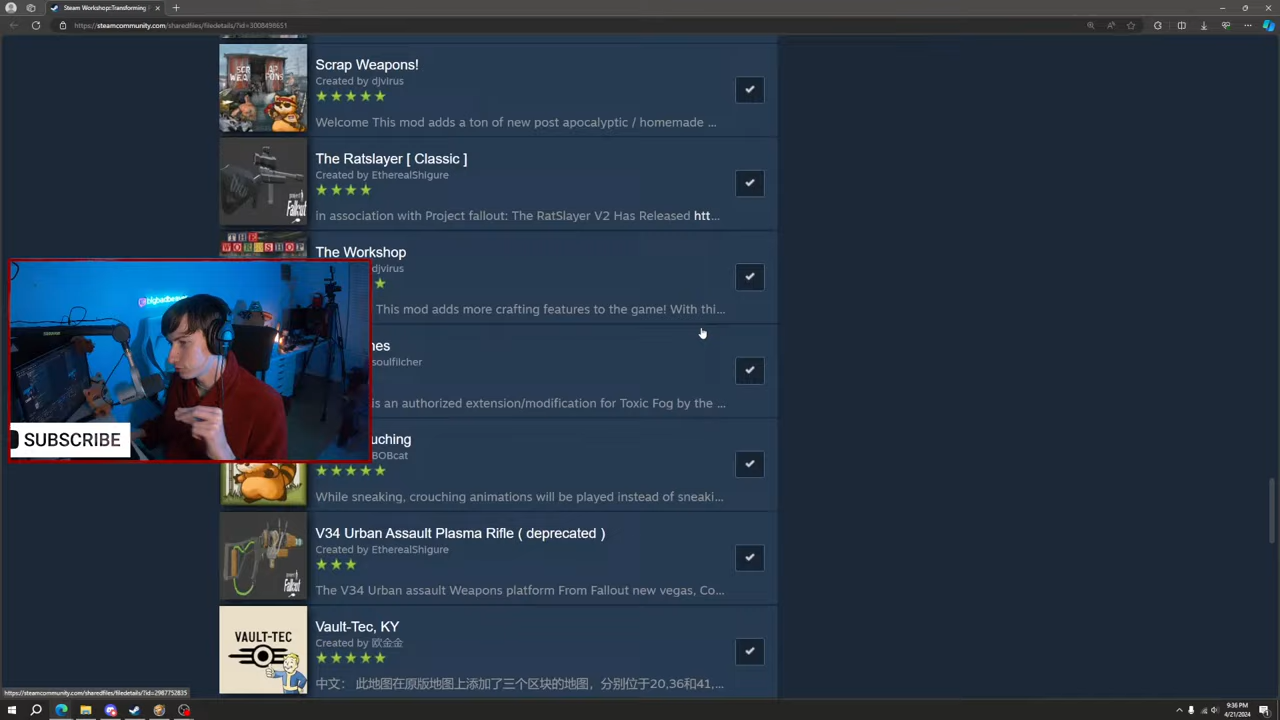 Steam Workshop::Transforming
https://steamcommunity.com/sharedfiles/filedetails/?id=3008498651
Scrap Weapons!
Created by djvirus
Welcome This mod adds a ton of new post apocalyptic / homemade ...
The Ratslayer [ Classic ]
Created by EtherealShigure
in association with Project fallout: The RatSlayer V2 Has Released htt...
Fallout
THE
WORKSHOP
The Workshop
djvirus
This mod adds more crafting features to the game! With thi...
nes
soulfilcher
is an authorized extension/modification for Toxic Fog by the ...
bigbadbea
SUBSCRIBE
uching
BOBcat
While sneaking, crouching animations will be played instead of sneaki...
V34 Urban Assault Plasma Rifle ( deprecated )
Created by EtherealShigure
The V34 Urban assault Weapons platform From Fallout new vegas, Co...
Fallout
VAULT-TEC
Vault-Tec, KY
Created by 欧金金
中文： 此地图在原版地图上添加了三个区块的地图，分别位于20,36和41,...
https://steamcommunity.com/sharedfiles/filedetails/?id=2987752835
9:36 PM
4/21/2024